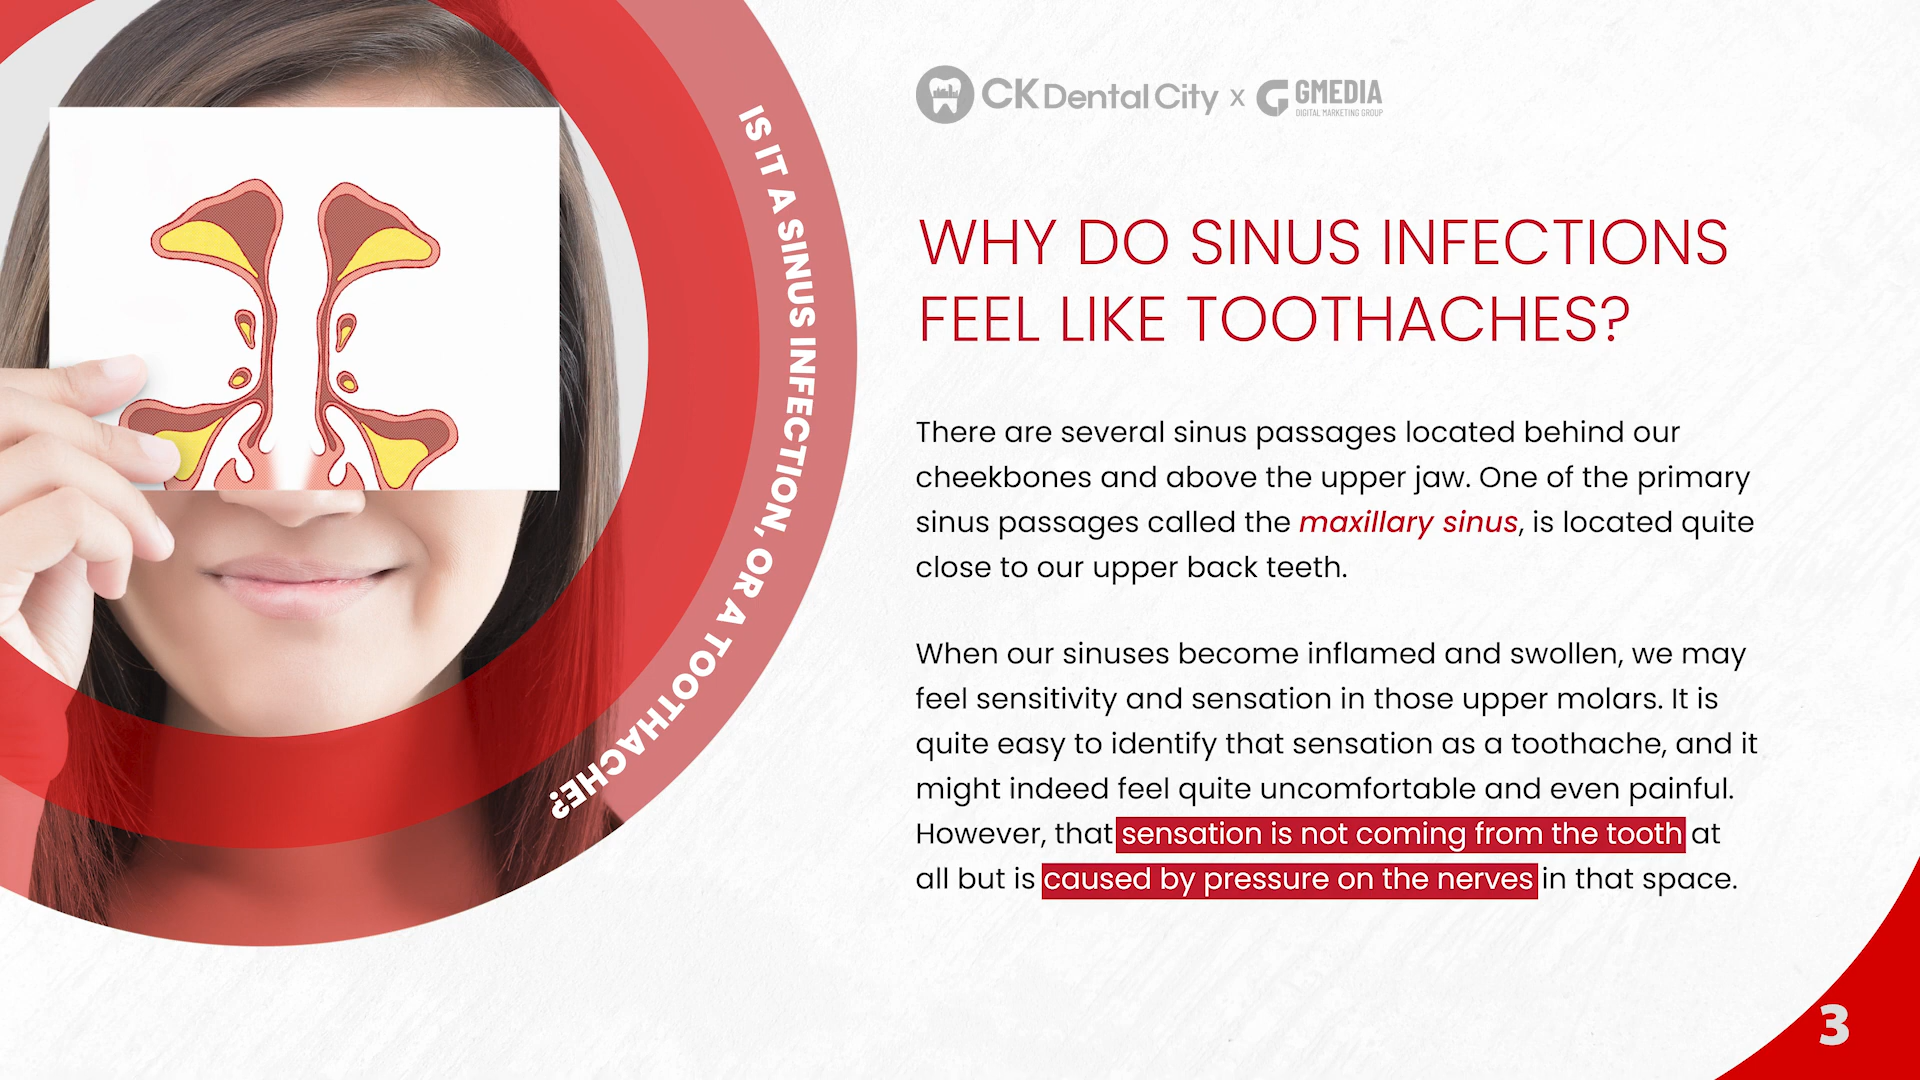 CK Dental City x GMEDIA
DIGITAL MARKETING GROUP
IS IT A SINUS INFECTION, OR A TOOTHACHE?
WHY DO SINUS INFECTIONS
FEEL LIKE TOOTHACHES?
There are several sinus passages located behind our
cheekbones and above the upper jaw. One of the primary
sinus passages called the maxillary sinus, is located quite
close to our upper back teeth.
When our sinuses become inflamed and swollen, we may
feel sensitivity and sensation in those upper molars. It is
quite easy to identify that sensation as a toothache, and it
might indeed feel quite uncomfortable and even painful.
However, that sensation is not coming from the tooth at
all but is caused by pressure on the nerves in that space.
3